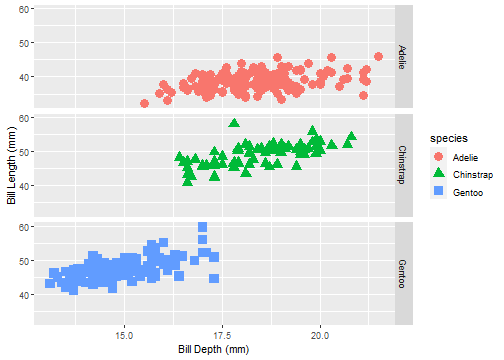 60
50
40
Adelie
60
50
40
Chinstrap
60
50
40
Gentoo
15.0 17.5 20.0
Bill Depth (mm)
Bill Length (mm)
species
Adelie
Chinstrap
Gentoo